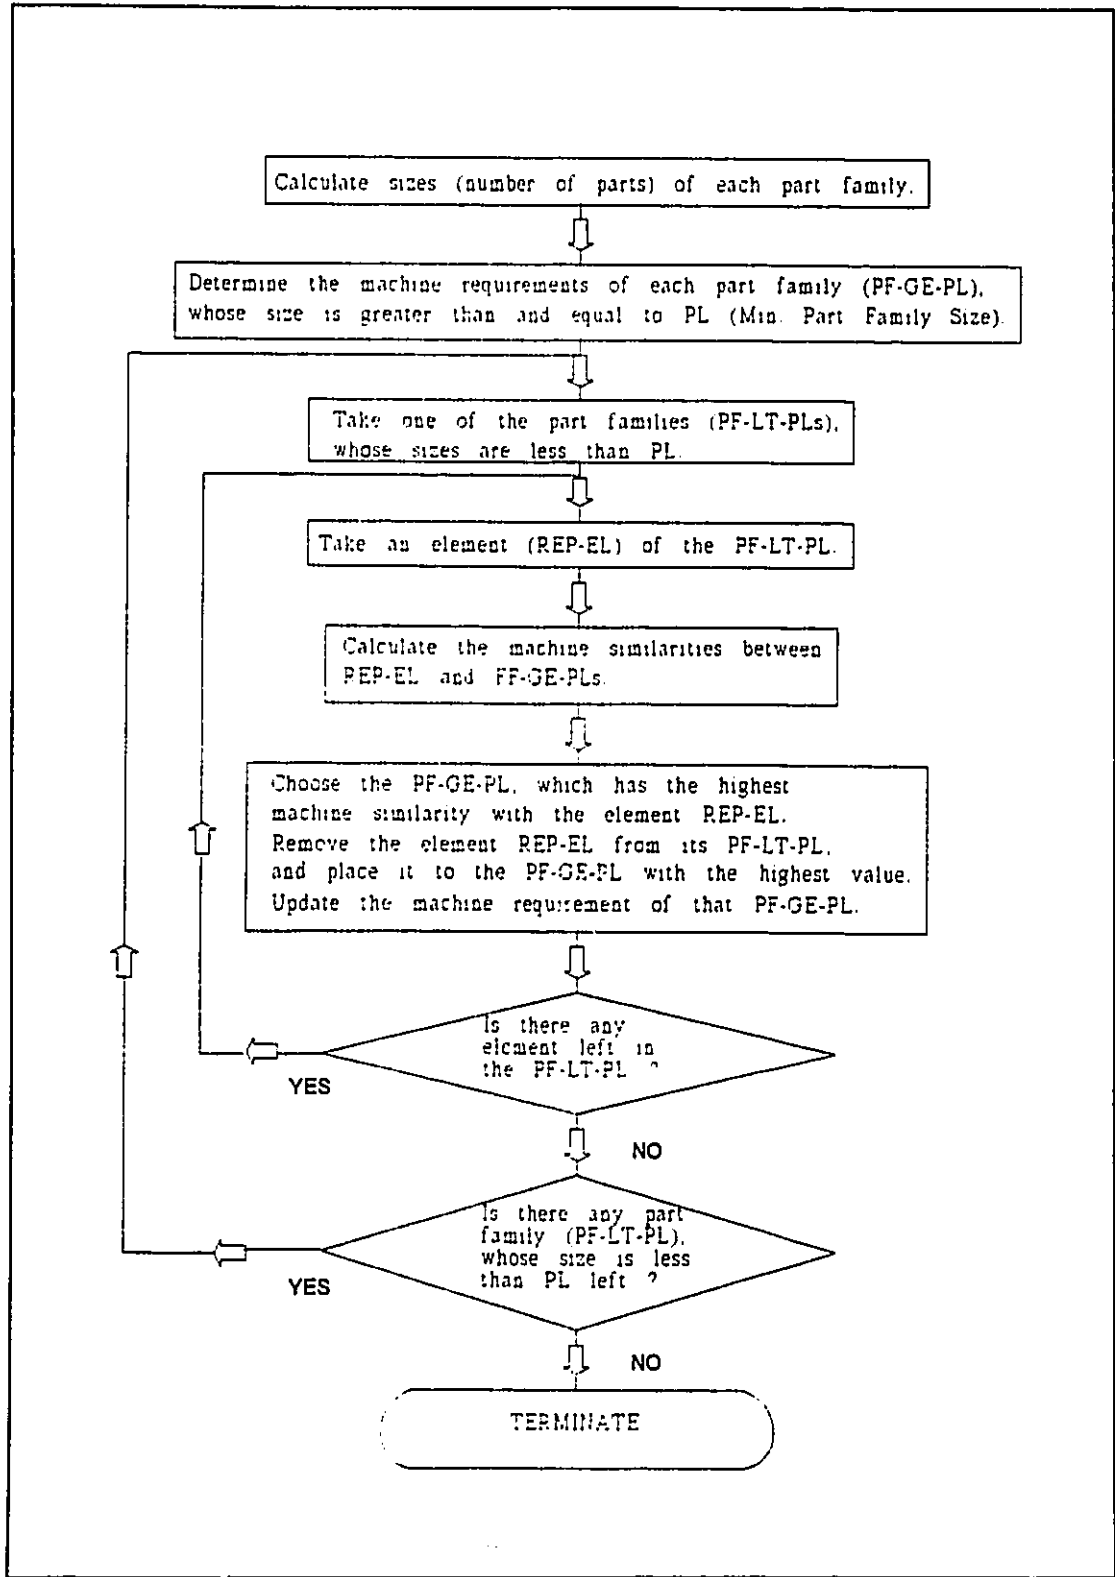 Calculate sizes (number of parts) of each part family.
Determine the machine requirements of each part family (PF-GE-PL),
whose size is greater than and equal to PL (Min. Part Family Size).
Take one of the part families (PF-LT-PLs),
whose sizes are less than PL.
Take an element (REP-EL) of the PF-LT-PL.
Calculate the machine similarities between
REP-EL and PF-GE-PLs.
Choose the PF-GE-PL, which has the highest
machine similarity with the element REP-EL.
Remove the element REP-EL from its PF-LT-PL,
and place it to the PF-GE-PL with the highest value.
Update the machine requirement of that PF-GE-PL.
Is there any
element left in
the PF-LT-PL ?
YES
NO
Is there any part
family (PF-LT-PL),
whose size is less
than PL left ?
YES
NO
TERMINATE